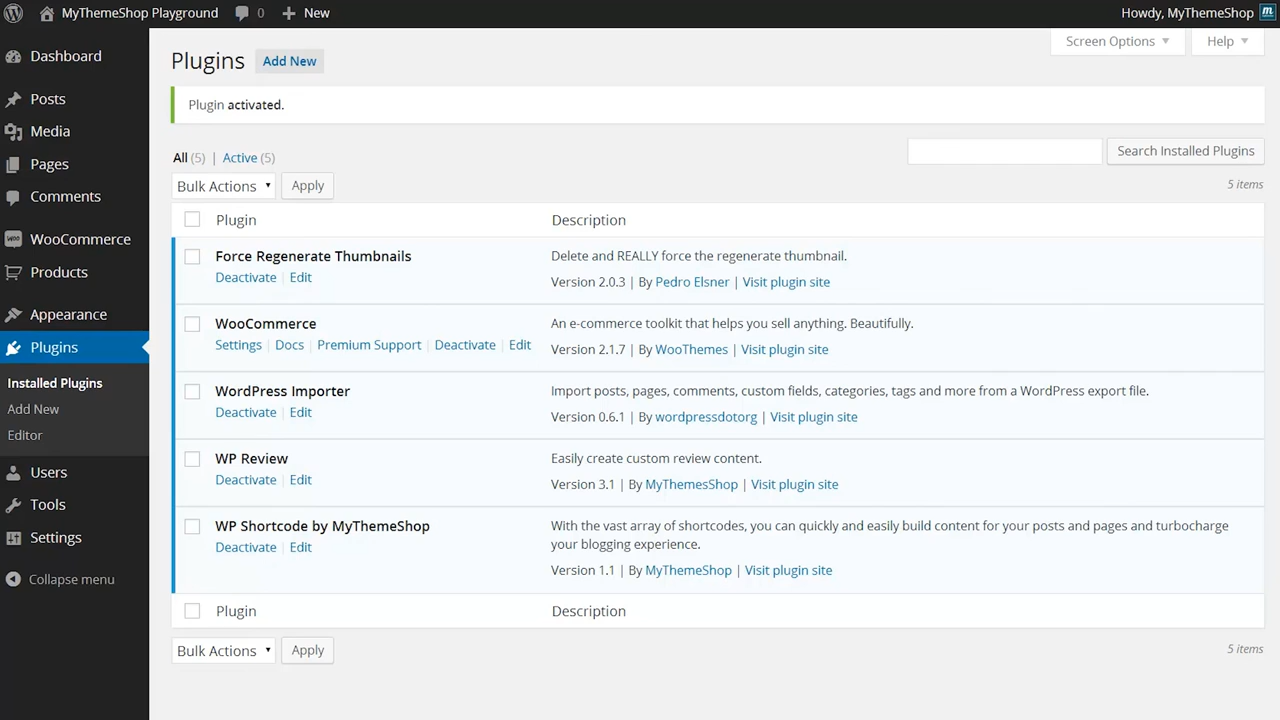 MyThemeShop Playground 0 New Howdy, MyThemeShop
Screen Options Help
Dashboard
Posts
Media
Pages
Comments
WooCommerce
Products
Appearance
Plugins
Installed Plugins
Add New
Editor
Users
Tools
Settings
Collapse menu
Plugins Add New
Plugin activated.
All (5) | Active (5)
Search Installed Plugins
Bulk Actions Apply
5 items
Plugin Description
Force Regenerate Thumbnails
Deactivate | Edit
Delete and REALLY force the regenerate thumbnail.
Version 2.0.3 | By Pedro Elsner | Visit plugin site
WooCommerce
Settings | Docs | Premium Support | Deactivate | Edit
An e-commerce toolkit that helps you sell anything. Beautifully.
Version 2.1.7 | By WooThemes | Visit plugin site
WordPress Importer
Deactivate | Edit
Import posts, pages, comments, custom fields, categories, tags and more from a WordPress export file.
Version 0.6.1 | By wordpressdotorg | Visit plugin site
WP Review
Deactivate | Edit
Easily create custom review content.
Version 3.1 | By MyThemesShop | Visit plugin site
WP Shortcode by MyThemeShop
Deactivate | Edit
With the vast array of shortcodes, you can quickly and easily build content for your posts and pages and turbocharge
your blogging experience.
Version 1.1 | By MyThemeShop | Visit plugin site
Plugin Description
Bulk Actions Apply
5 items